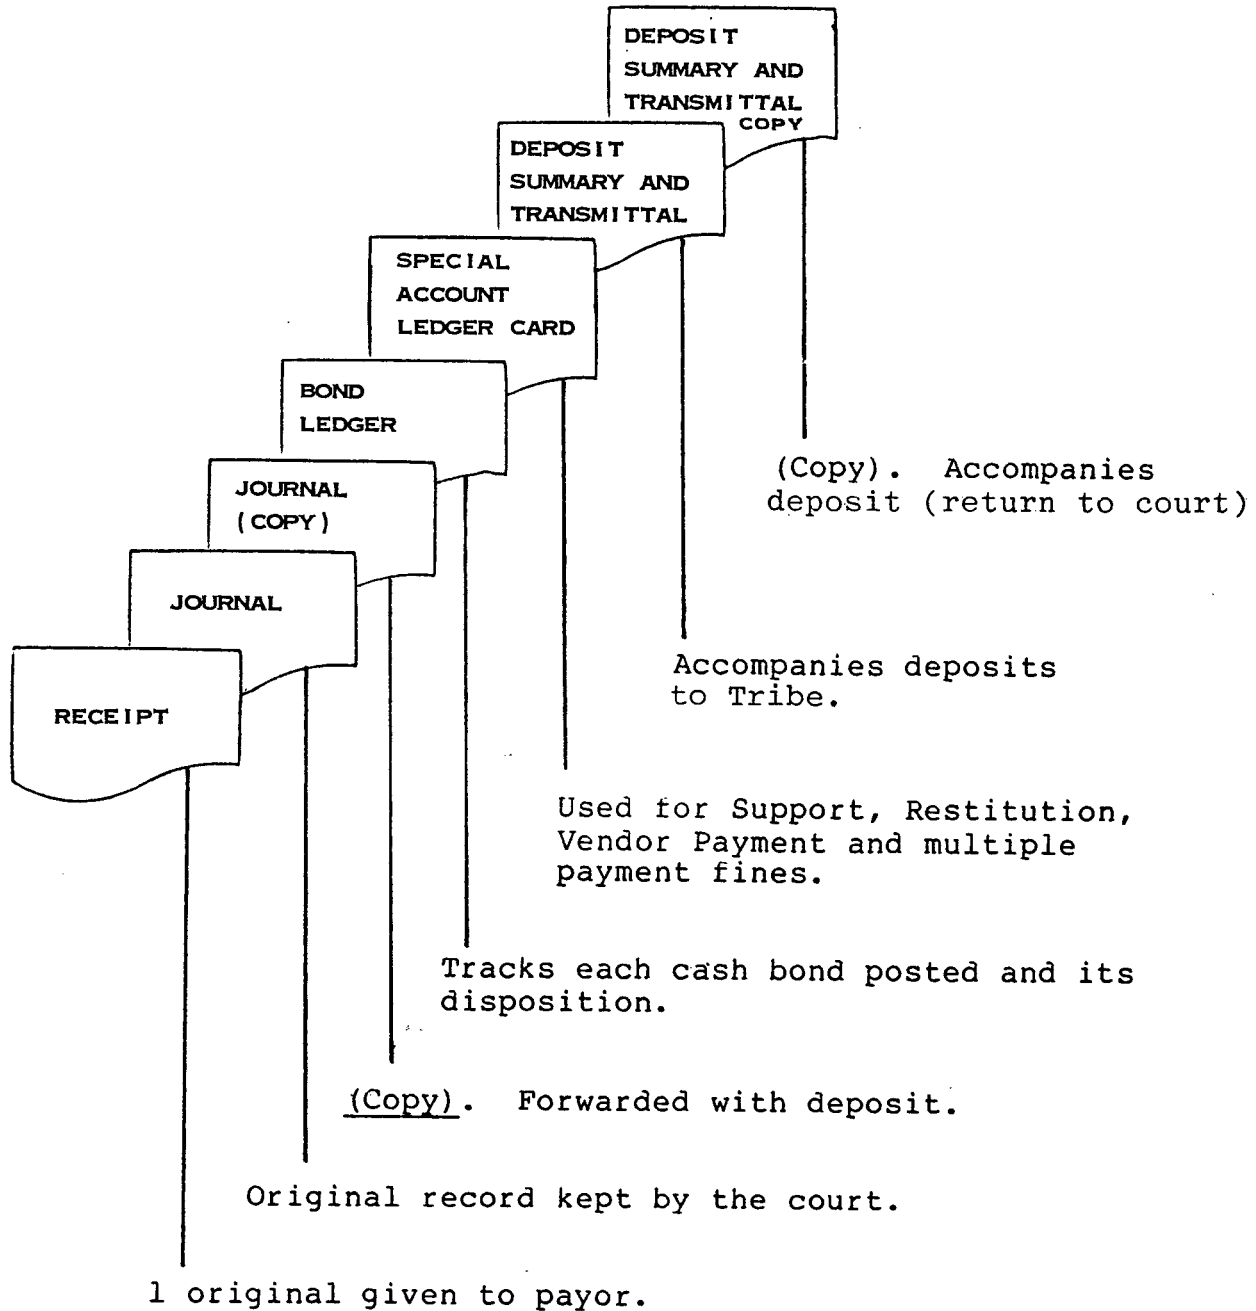 DEPOSIT
SUMMARY AND
TRANSMITTAL
COPY
DEPOSIT
SUMMARY AND
TRANSMITTAL
SPECIAL
ACCOUNT
LEDGER CARD
BOND
LEDGER
JOURNAL
(COPY)
JOURNAL
RECEIPT
(Copy). Accompanies
deposit (return to court)
Accompanies deposits
to Tribe.
Used for Support, Restitution,
Vendor Payment and multiple
payment fines.
Tracks each cash bond posted and its
disposition.
(Copy). Forwarded with deposit.
Original record kept by the court.
1 original given to payor.